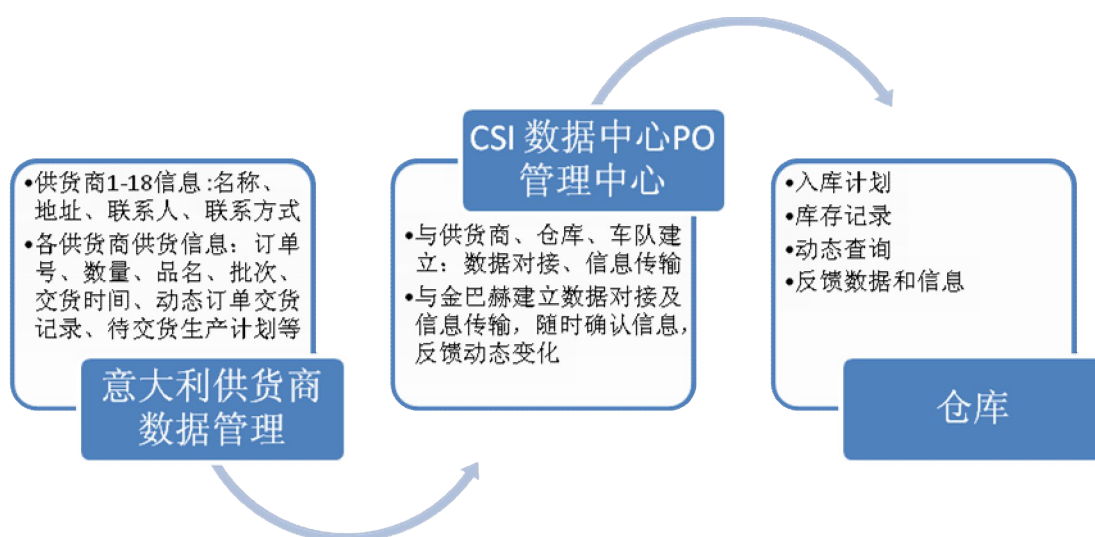 •供货商1-18信息:名称、
地址、联系人、联系方式
•各供货商供货信息：订单
号、数量、品名、批次、
交货时间、动态订单交货
记录、待交货生产计划等
意大利供货商
数据管理
CSI 数据中心PO
管理中心
•与供货商、仓库、车队建
立：数据对接、信息传输
•与金巴赫建立数据对接及
信息传输，随时确认信息，
反馈动态变化
•入库计划
•库存记录
•动态查询
•反馈数据和信息
仓库